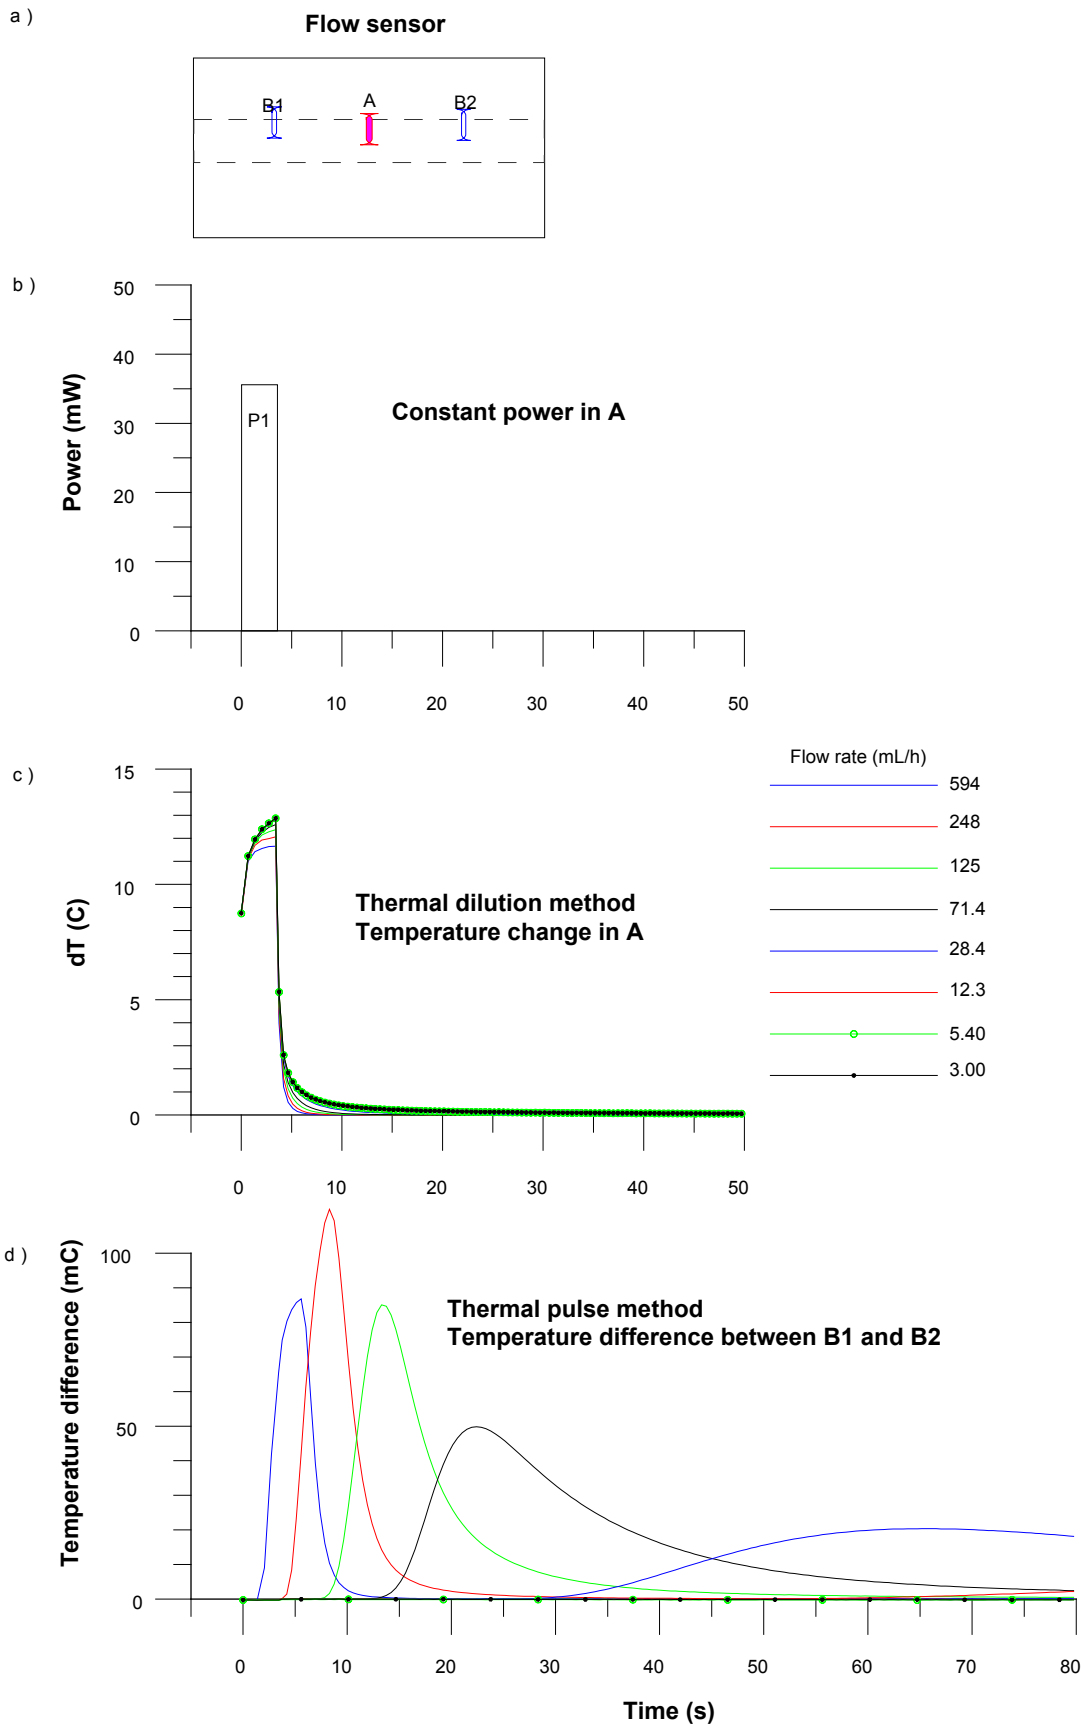 a )
Flow sensor
B1 A B2
b )
Power (mW)
50
40
30
20
10
0
P1
Constant power in A
0 10 20 30 40 50
c )
dT (C)
15
10
5
0
Thermal dilution method
Temperature change in A
0 10 20 30 40 50
Flow rate (mL/h)
594
248
125
71.4
28.4
12.3
5.40
3.00
d )
Temperature difference (mC)
100
50
0
Thermal pulse method
Temperature difference between B1 and B2
0 10 20 30 40 50 60 70 80
Time (s)